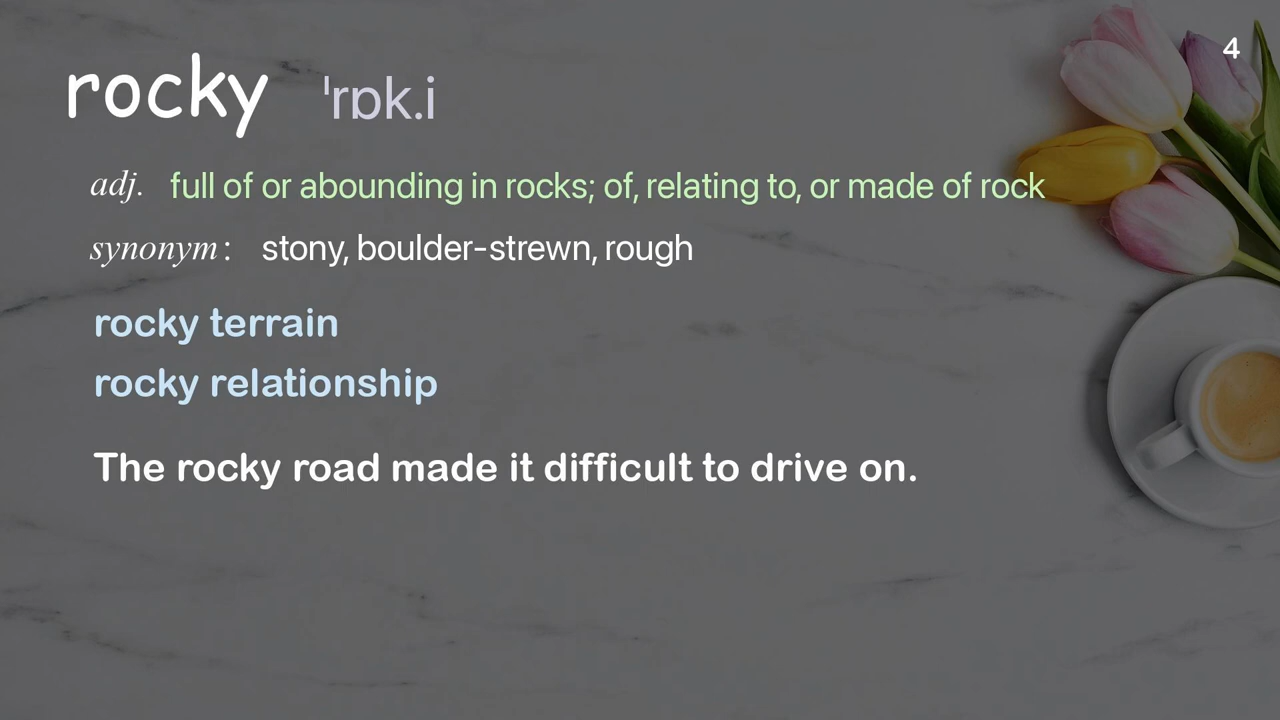 4
rocky ˈrɒk.i
adj. full of or abounding in rocks; of, relating to, or made of rock
synonym: stony, boulder-strewn, rough
rocky terrain
rocky relationship
The rocky road made it difficult to drive on.